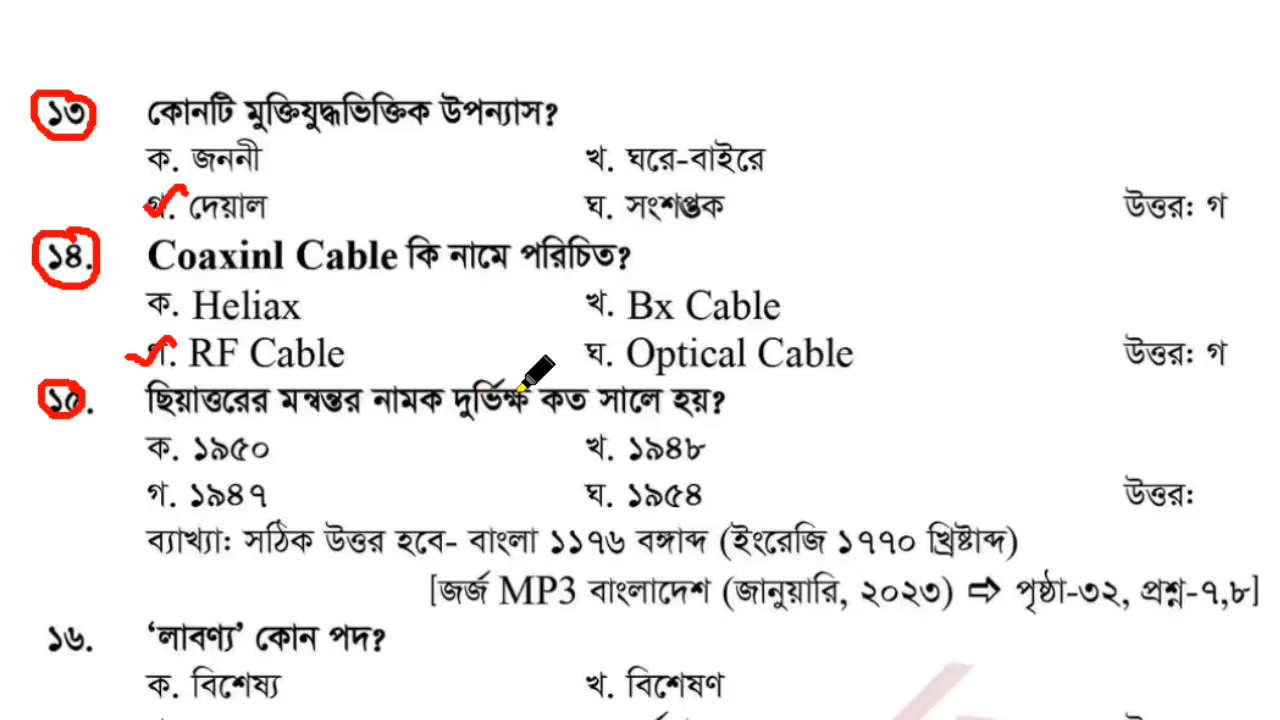 ১৩ কোনটি মুক্তিযুদ্ধভিক্তিক উপন্যাস?
ক. জননী খ. ঘরে-বাইরে
গ. দেয়াল ঘ. সংশপ্তক উত্তর: গ
১৪. Coaxinl Cable কি নামে পরিচিত?
ক. Heliax খ. Bx Cable
গ. RF Cable ঘ. Optical Cable উত্তর: গ
১৫. ছিয়াত্তরের মন্বন্তর নামক দুর্ভিক্ষ কত সালে হয়?
ক. ১৯৫০ খ. ১৯৪৮
গ. ১৯৪৭ ঘ. ১৯৫৪ উত্তর:
ব্যাখ্যা: সঠিক উত্তর হবে- বাংলা ১১৭৬ বঙ্গাব্দ (ইংরেজি ১৭৭০ খ্রিষ্টাব্দ)
[জর্জ MP3 বাংলাদেশ (জানুয়ারি, ২০২৩) ⇨ পৃষ্ঠা-৩২, প্রশ্ন-৭,৮]
১৬. ‘লাবণ্য’ কোন পদ?
ক. বিশেষ্য খ. বিশেষণ